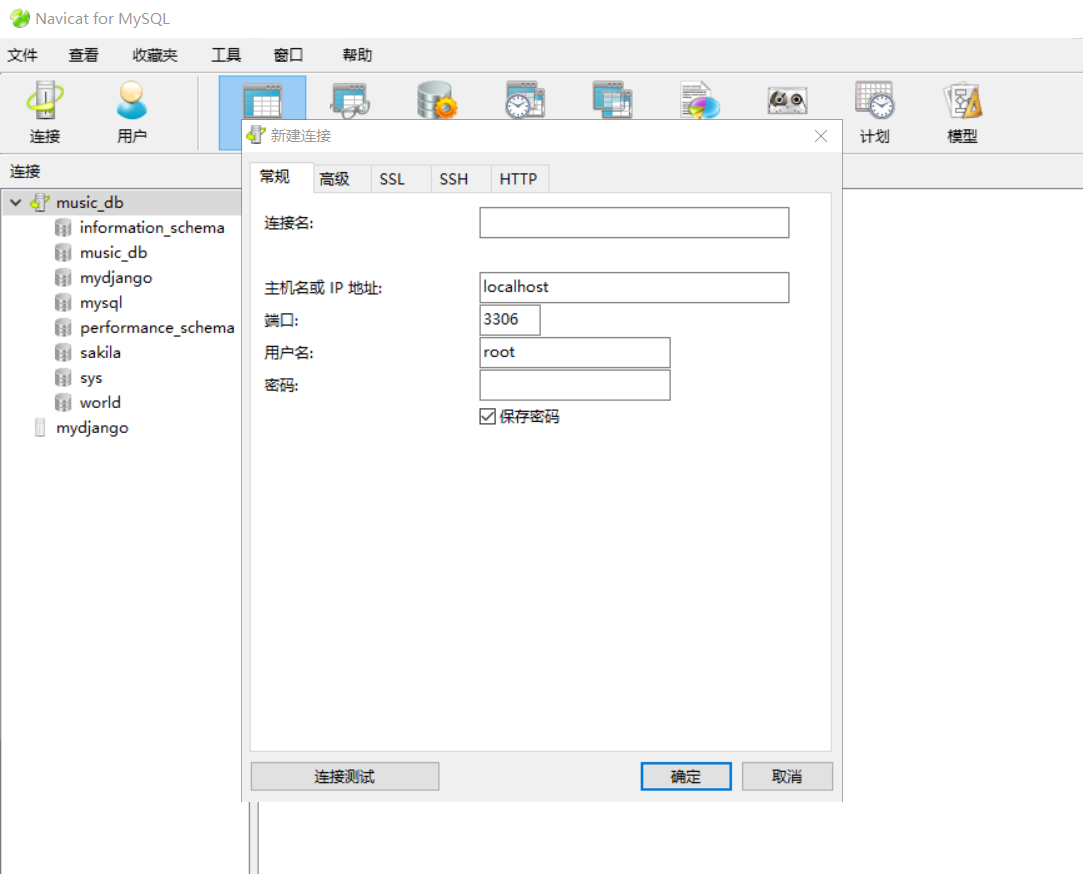 Navicat for MySQL
文件 查看 收藏夹 工具 窗口 帮助
连接 用户 计划 模型
连接
music_db
information_schema
music_db
mydjango
mysql
performance_schema
sakila
sys
world
mydjango
新建连接
常规 高级 SSL SSH HTTP
连接名:
主机名或 IP 地址: localhost
端口: 3306
用户名: root
密码:
保存密码
连接测试 确定 取消